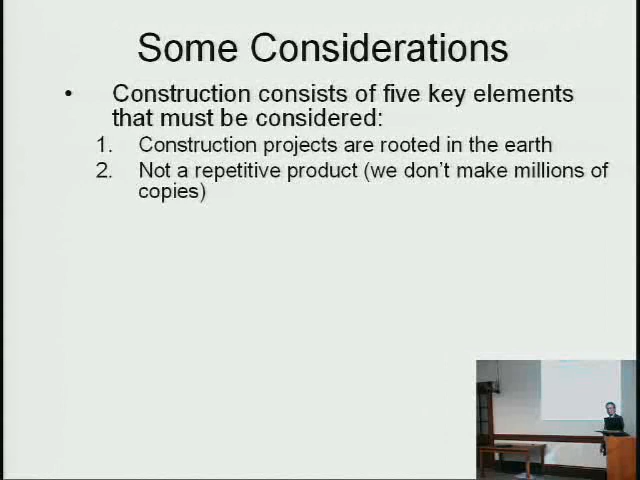 Some Considerations
• Construction consists of five key elements
that must be considered:
1. Construction projects are rooted in the earth
2. Not a repetitive product (we don't make millions of
copies)